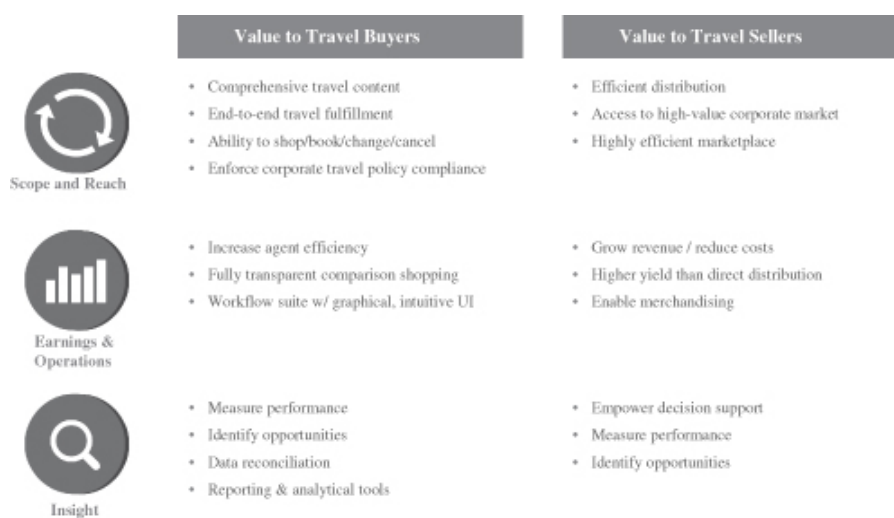 Value to Travel Buyers
Value to Travel Sellers
• Comprehensive travel content
• End-to-end travel fulfillment
• Ability to shop/book/change/cancel
• Enforce corporate travel policy compliance
• Efficient distribution
• Access to high-value corporate market
• Highly efficient marketplace
Scope and Reach
• Increase agent efficiency
• Fully transparent comparison shopping
• Workflow suite w/ graphical, intuitive UI
• Grow revenue / reduce costs
• Higher yield than direct distribution
• Enable merchandising
Earnings &
Operations
• Measure performance
• Identify opportunities
• Data reconciliation
• Reporting & analytical tools
• Empower decision support
• Measure performance
• Identify opportunities
Insight